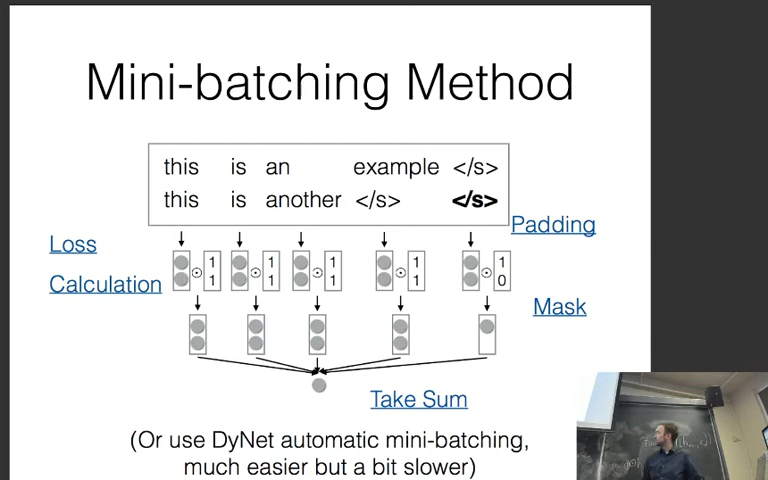 Mini-batching Method
this is an example </s>
this is another </s> </s>
Padding
Loss
Calculation
1 1 1 1 1
⊙ ⊙ ⊙ ⊙ ⊙
1 1 1 1 0
Mask
Take Sum
(Or use DyNet automatic mini-batching,
much easier but a bit slower)